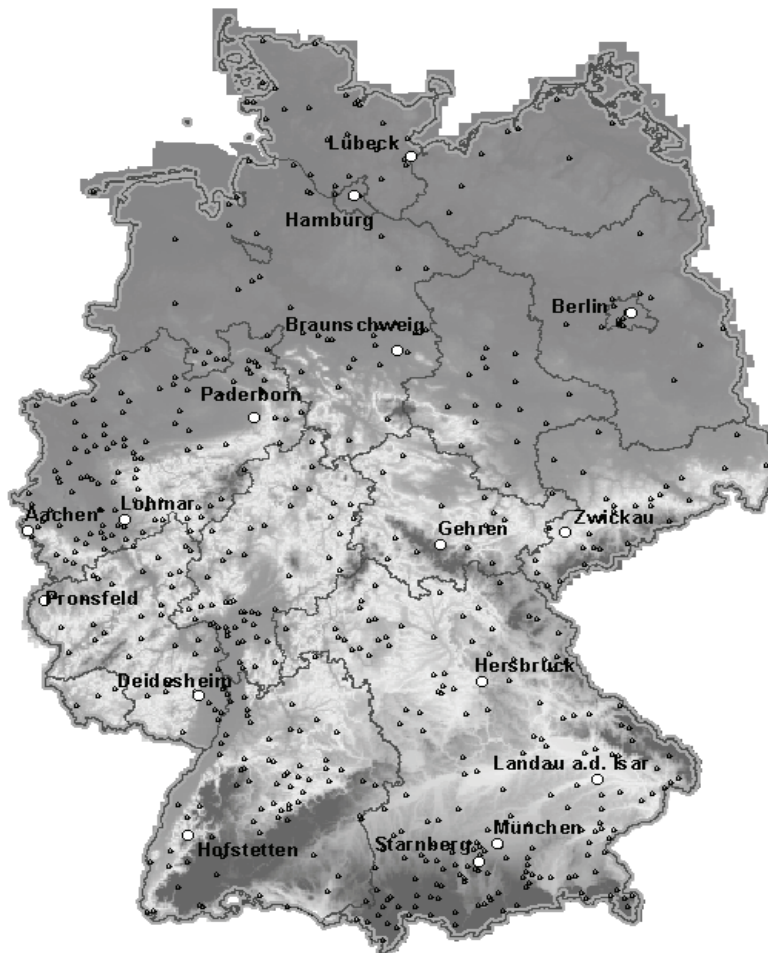 Lübeck
Hamburg
Berlin
Braunschweig
Paderborn
Aachen
Lohmar
Zwickau
Gehren
Pronsfeld
Hersbruck
Deidesheim
Landau a.d. Isar
München
Starnberg
Hofstetten